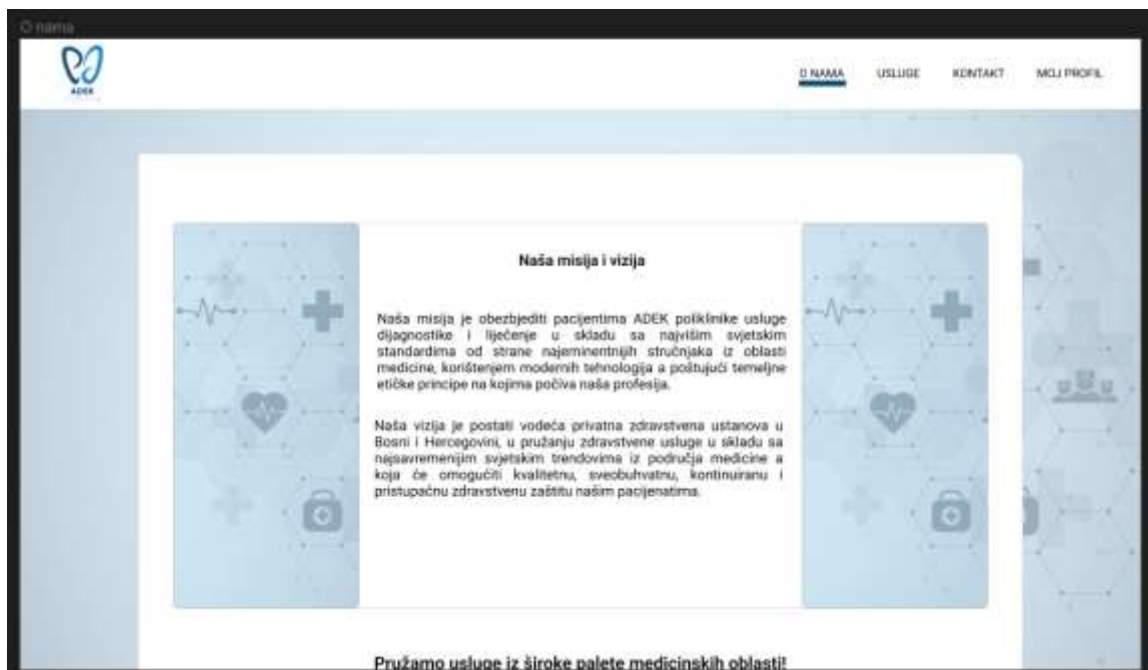 O nama
ADEK
O NAMA
USLUGE
KONTAKT
MOJ PROFIL
Naša misija i vizija
Naša misija je obezbjediti pacijentima ADEK poliklinike usluge
dijagnostike i liječenje u skladu sa najvišim svjetskim
standardima od strane najeminentnijih stručnjaka iz oblasti
medicine, korištenjem modernih tehnologija a poštujući temeljne
etičke principe na kojima počiva naša profesija.
Naša vizija je postati vodeća privatna zdravstvena ustanova u
Bosni i Hercegovini, u pružanju zdravstvene usluge u skladu sa
najsavremenijim svjetskim trendovima iz područja medicine a
koja će omogućiti kvalitetnu, sveobuhvatnu, kontinuiranu i
pristupačnu zdravstvenu zaštitu našim pacijenatima.
Pružamo usluge iz široke palete medicinskih oblasti!